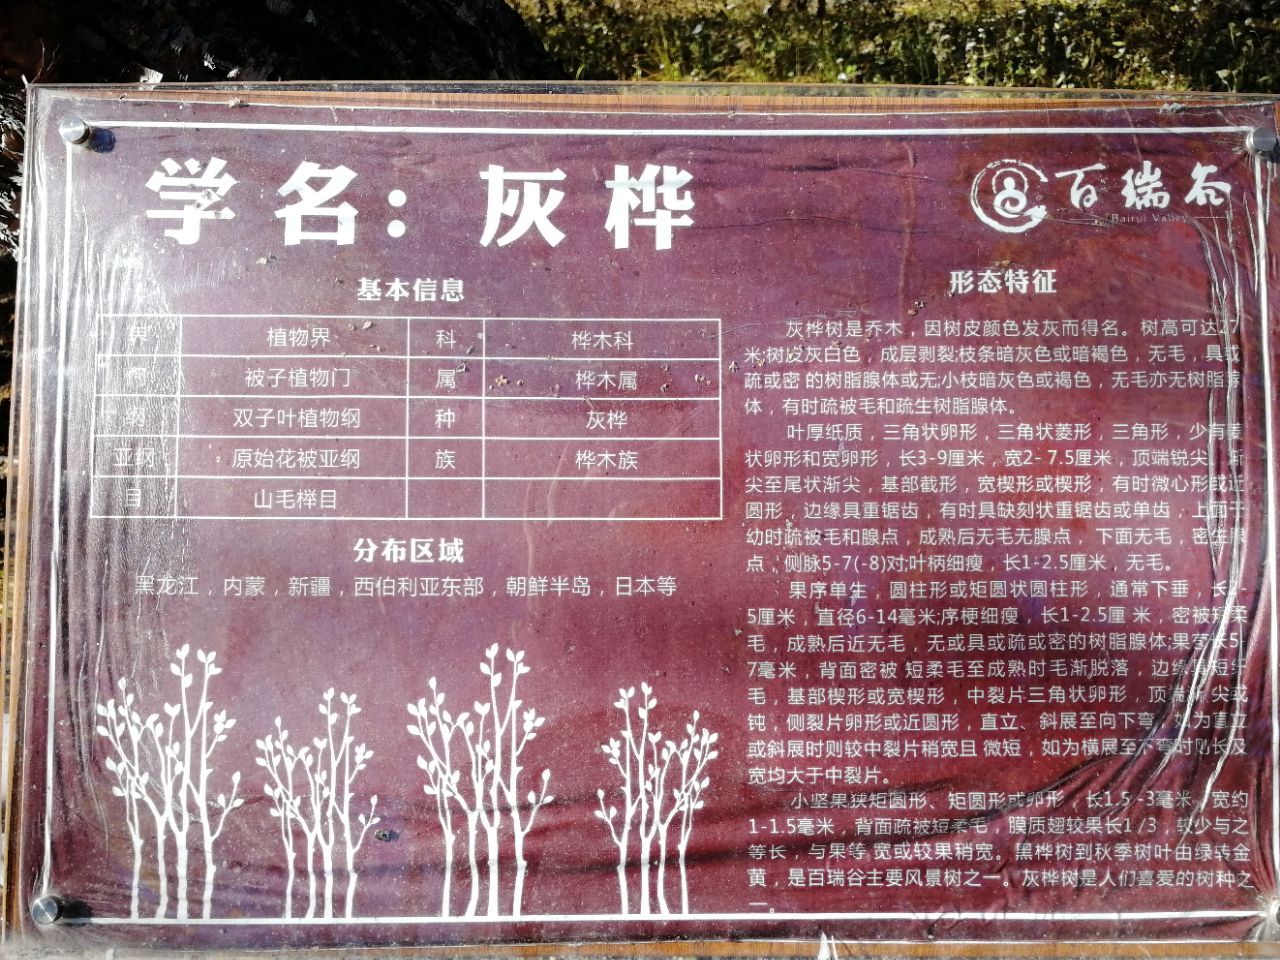 学名：灰桦
百瑞谷
Bairui Valley
基本信息
界 植物界 科 桦木科
门 被子植物门 属 桦木属
纲 双子叶植物纲 种 灰桦
亚纲 原始花被亚纲 族 桦木族
目 山毛榉目
分布区域
黑龙江，内蒙，新疆，西伯利亚东部，朝鲜半岛，日本等
形态特征
灰桦树是乔木，因树皮颜色发灰而得名。树高可达27
米;树皮灰白色，成层剥裂;枝条暗灰色或暗褐色，无毛，具或
疏或密 的树脂腺体或无;小枝暗灰色或褐色，无毛亦无树脂腺
体，有时疏被毛和疏生树脂腺体。
叶厚纸质，三角状卵形，三角状菱形，三角形，少有菱
状卵形和宽卵形，长3-9厘米，宽2- 7.5厘米，顶端锐尖、渐
尖至尾状渐尖，基部截形，宽楔形或楔形，有时微心形或近
圆形，边缘具重锯齿，有时具缺刻状重锯齿或单齿，上面于
幼时疏被毛和腺点，成熟后无毛无腺点，下面无毛，密生腺
点，侧脉5-7(-8)对;叶柄细瘦，长1-2.5厘米，无毛。
果序单生，圆柱形或矩圆状圆柱形，通常下垂，长2-
5厘米，直径6-14毫米;序梗细瘦，长1-2.5厘 米，密被短柔
毛，成熟后近无毛，无或具或疏或密的树脂腺体;果苞长5-
7毫米，背面密被 短柔毛至成熟时毛渐脱落，边缘具短纤
毛，基部楔形或宽楔形，中裂片三角状卵形，顶端渐 尖或
钝，侧裂片卵形或近圆形，直立、斜展至向下弯，如为直立
或斜展时则较中裂片稍宽且 微短，如为横展至下弯时则长及
宽均大于中裂片。
小坚果狭矩圆形、矩圆形或卵形，长1.5 -3毫米，宽约
1-1.5毫米，背面疏被短柔毛，膜质翅较果长1 /3，较少与之
等长，与果等 宽或较果稍宽。黑桦树到秋季树叶由绿转金
黄，是百瑞谷主要风景树之一。灰桦树是人们喜爱的树种之
一。